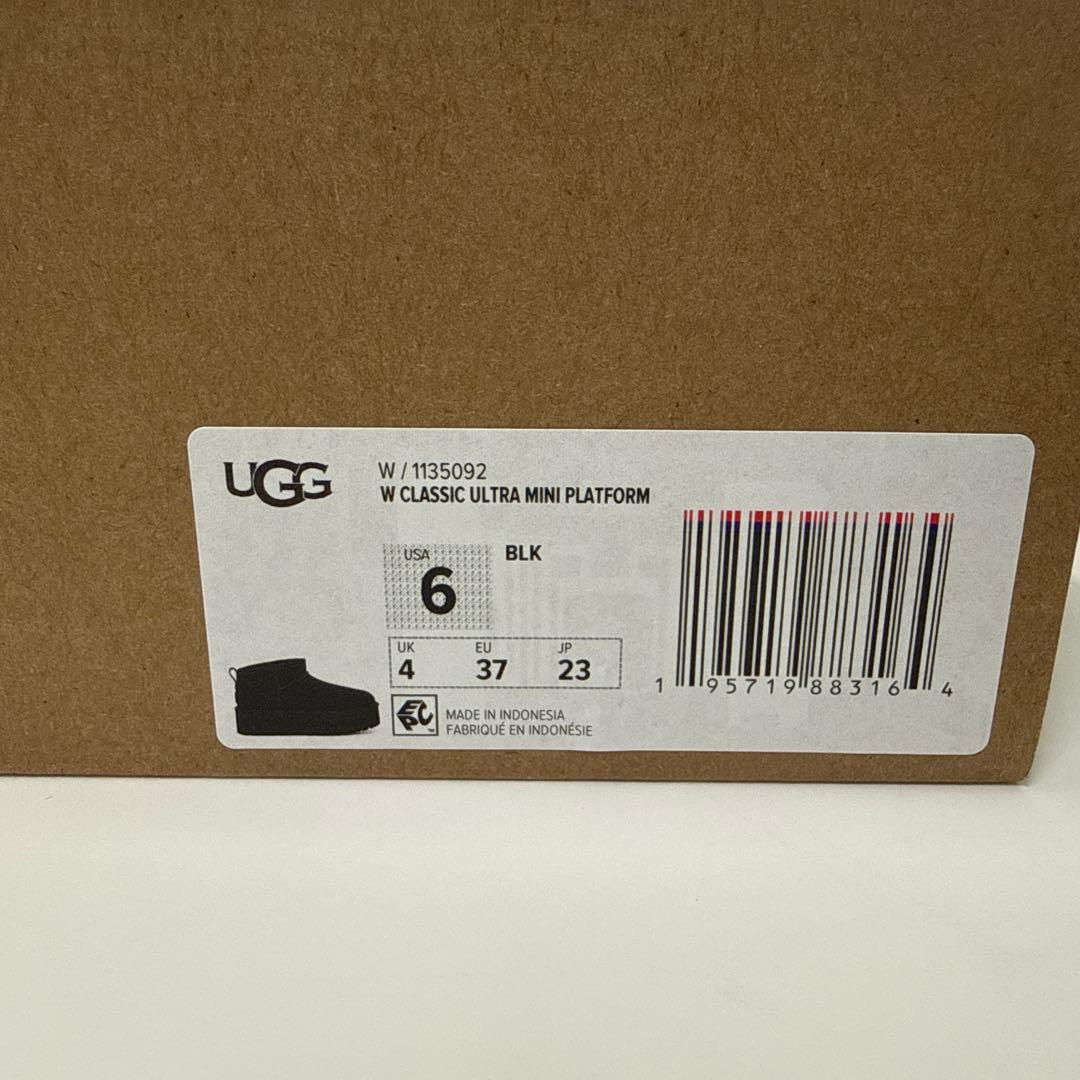 UGG
W / 1135092
W CLASSIC ULTRA MINI PLATFORM
USA
6
BLK
UK EU JP
4 37 23
1 95719 88316 4
EPC
MADE IN INDONESIA
FABRIQUÉ EN INDONÉSIE